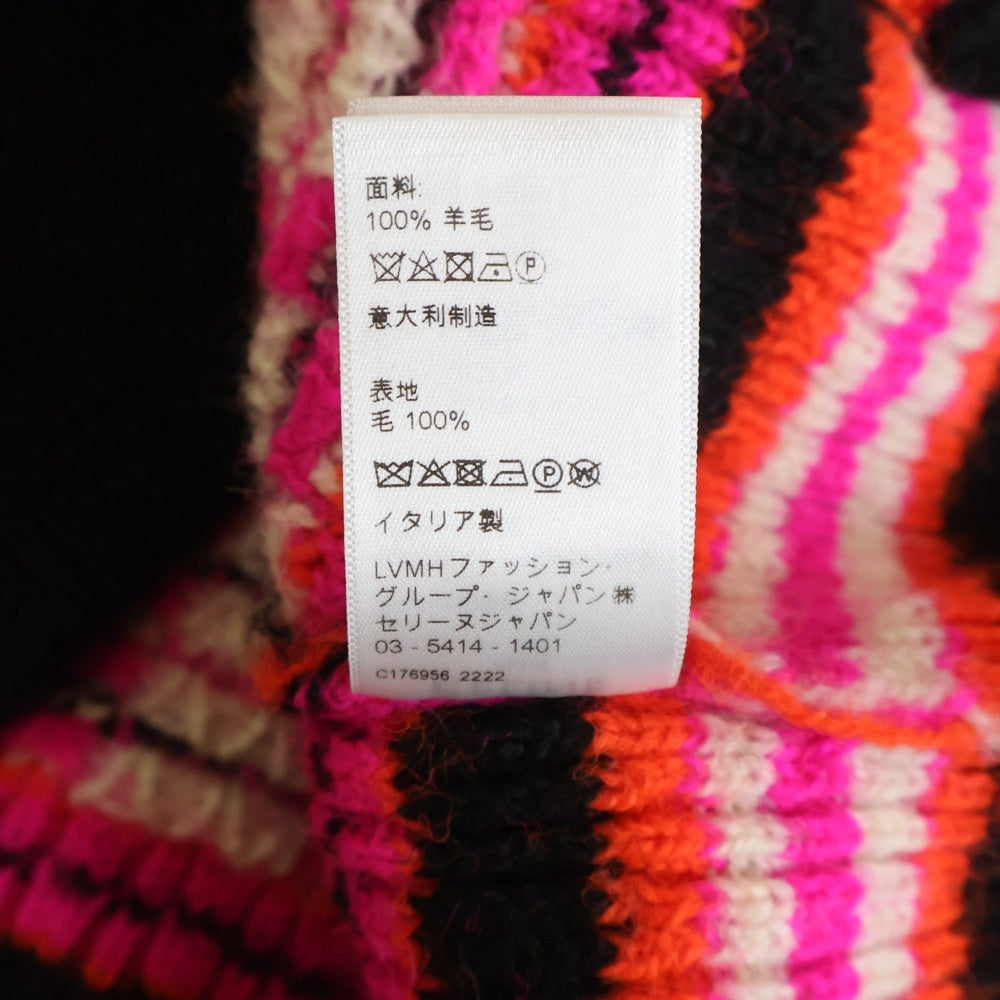 面料:
100% 羊毛
P
意大利制造
表地
毛 100%
P W
イタリア製
LVMHファッション・
グループ・ジャパン㈱
セリーヌジャパン
03 - 5414 - 1401
C176956 2222